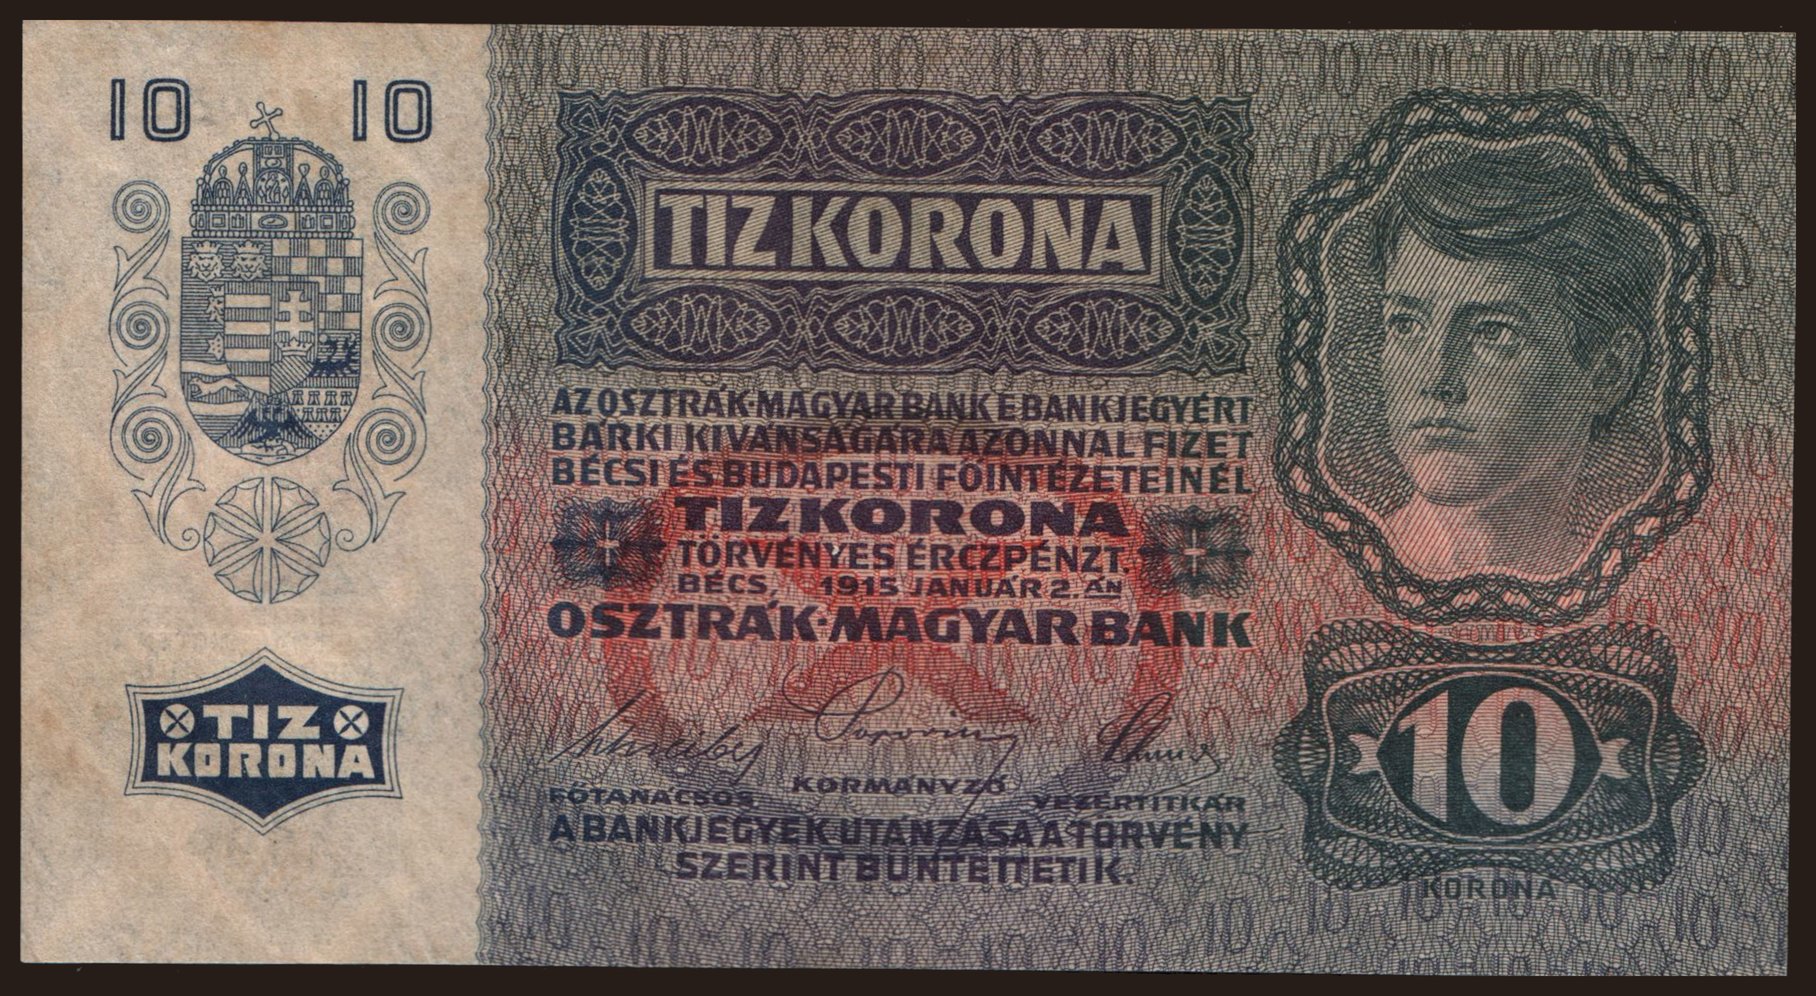 10 10
TIZ
KORONA
TIZ KORONA
AZ OSZTRÁK-MAGYAR BANK E BANKJEGYÉRT
BÁRKI KIVÁNSÁGÁRA AZONNAL FIZET
BÉCSI ÉS BUDAPESTI FŐINTÉZETEINÉL
TIZ KORONA
TÖRVÉNYES ÉRCZPÉNZT.
BÉCS, 1915 JANUÁR 2.ÁN
OSZTRÁK-MAGYAR BANK
FŐTANÁCSOS KORMÁNYZÓ VEZÉRTITKÁR
A BANKJEGYEK UTÁNZÁSA A TÖRVÉNY
SZERINT BÜNTETTETIK.
10
KORONA